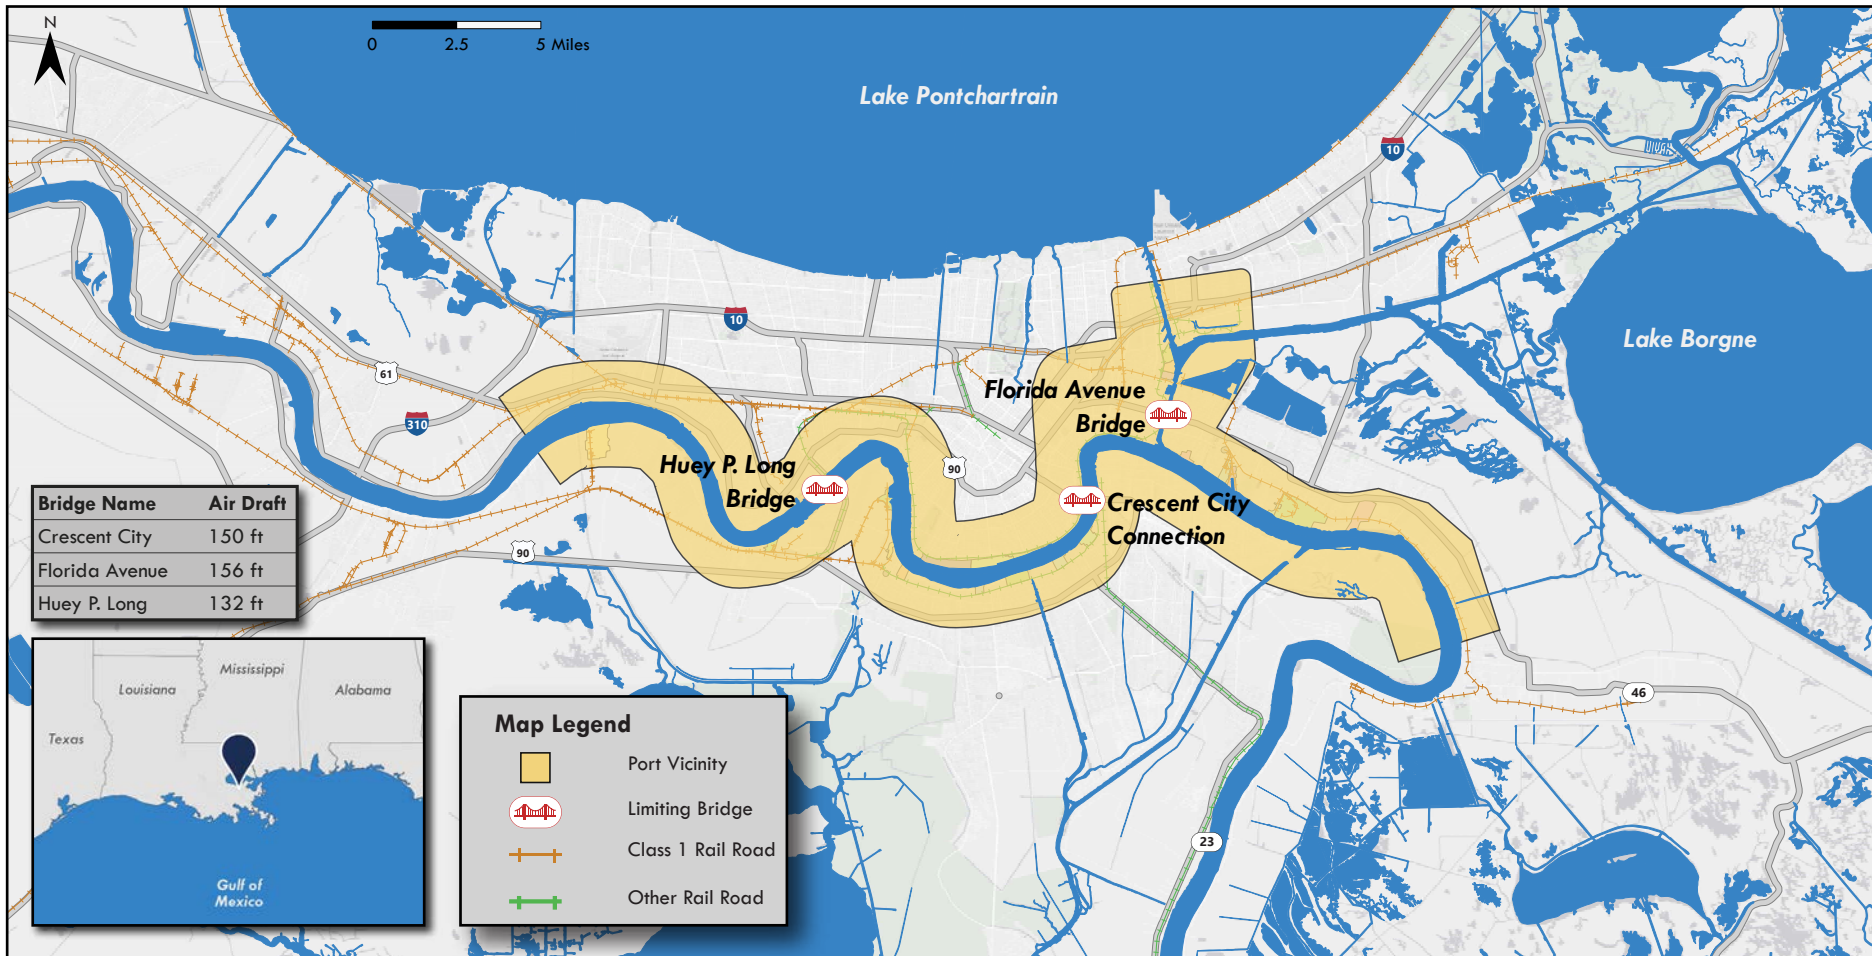 N
0 2.5 5 Miles
Lake Pontchartrain
10
10
Lake Borgne
61
310
Florida Avenue
Bridge
Huey P. Long
Bridge
90
Crescent City
Connection
90
Bridge Name Air Draft
Crescent City 150 ft
Florida Avenue 156 ft
Huey P. Long 132 ft
46
23
Mississippi
Louisiana
Alabama
Texas
Gulf of
Mexico
Map Legend
Port Vicinity
Limiting Bridge
Class 1 Rail Road
Other Rail Road